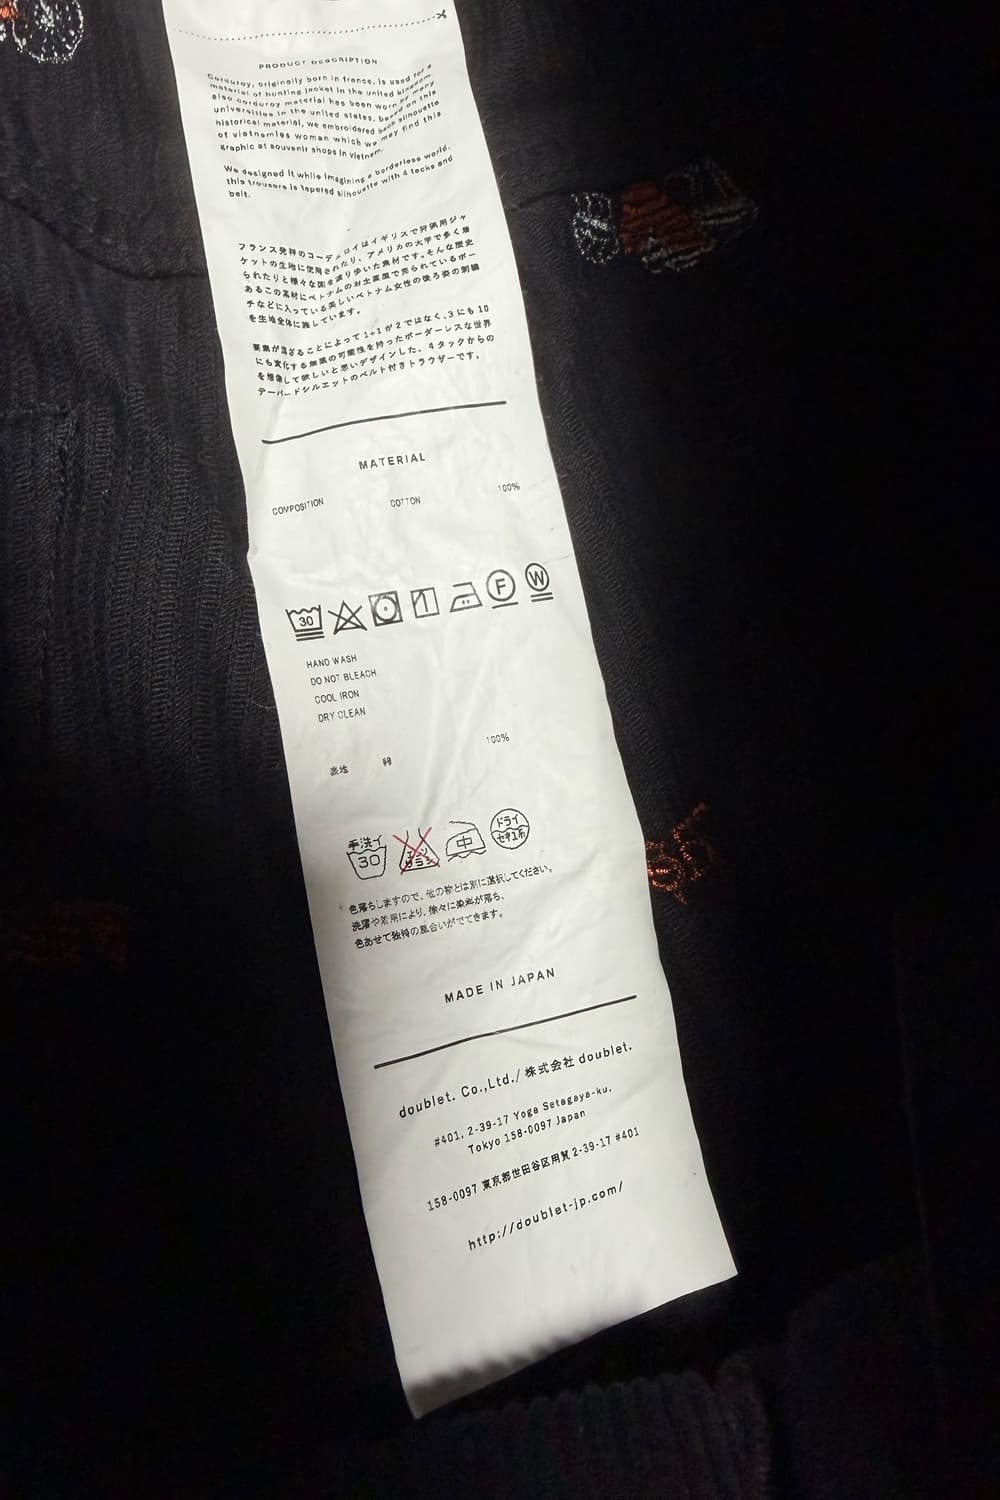 PRODUCT DESCRIPTION
Corduroy, originally born in france, is used for a
material of hunting jacket in the united kingdom.
also corduroy material has been worn by many
universities in the united states, based on this
historical material, we embroidered back silhouette
of vietnamies woman which we may find this
graphic at souvenir shops in vietnam.
We designed it while imagining a borderless world.
this trousers is tapered silhouette with 4 tacks and
belt.
フランス発祥のコーデュロイはイギリスで狩猟用ジャ
ケットの生地に使用されたり、アメリカの大学で多く着
られたりと様々な国を渡り歩いた素材です。そんな歴史
あるこの素材にベトナムのお土産屋で売られているポー
チなどに入っている美しいベトナム女性の後ろ姿の刺繍
を生地全体に施しています。
要素が混ざることによって1+1が2ではなく、3にも10
にも変化する無限の可能性を持ったボーダーレスな世界
を想像して欲しいと思いデザインした、4タックからの
テーパードシルエットのベルト付きトラウザーです。
MATERIAL
COMPOSITION COTTON 100%
30 F W
HAND WASH
DO NOT BLEACH
COOL IRON
DRY CLEAN
表地 綿 100%
手洗イ 30 エンソサラシ 中 ドライ セキユ系
色落ちしますので、他の物とは別に選択してください。
洗濯や着用により、徐々に染料が落ち、
色あせて独特の風合いがでてきます。
MADE IN JAPAN
doublet. Co.,Ltd./ 株式会社 doublet.
#401, 2-39-17 Yoga Setagaya-ku,
Tokyo 158-0097 Japan
158-0097 東京都世田谷区用賀 2-39-17 #401
http://doublet-jp.com/